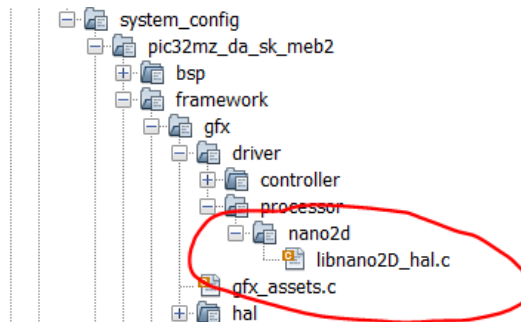 system_config
pic32mz_da_sk_meb2
bsp
framework
gfx
driver
controller
processor
nano2d
libnano2D_hal.c
gfx_assets.c
hal